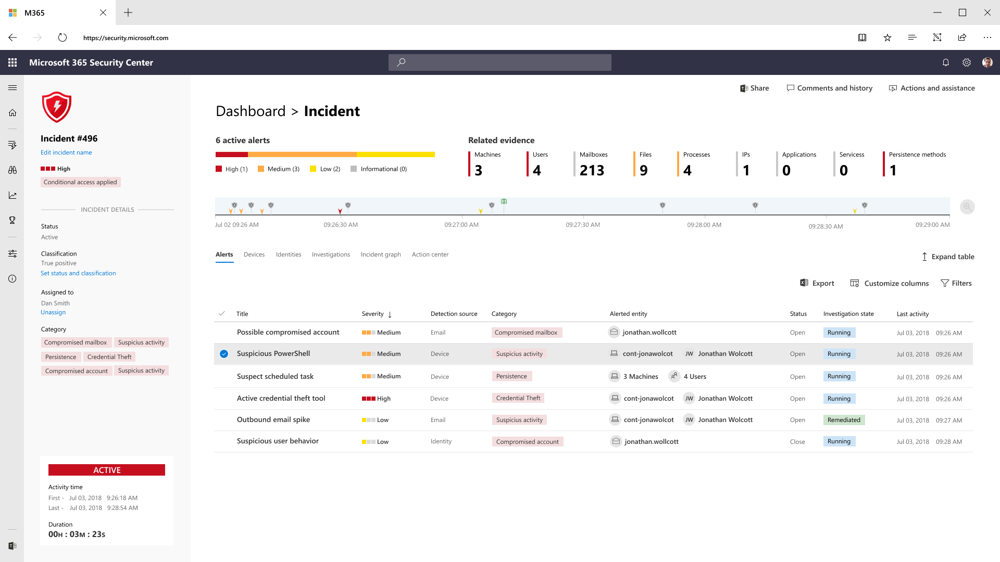 M365
https://security.microsoft.com
Microsoft 365 Security Center
Share
Comments and history
Actions and assistance
Dashboard > Incident
Incident #496
Edit incident name
High
Conditional access applied
INCIDENT DETAILS
Status
Active
Classification
True positive
Set status and classification
Assigned to
Dan Smith
Unassign
Category
Compromised mailbox Suspicius activity
Persistence Credential Theft
Compromised account Suspicius activity
ACTIVE
Activity time
First - Jul 03, 2018 9:26:18 AM
Last - Jul 03, 2018 9:28:54 AM
Duration
00H : 03M : 23S
6 active alerts
High (1) Medium (3) Low (2) Informational (0)
Related evidence
Machines Users Mailboxes Files Processes IPs Applications Servicess Persistence methods
3 4 213 9 4 1 0 0 1
Jul 02 09:26 AM 09:26:30 AM 09:27:00 AM 09:27:30 AM 09:28:00 AM 09:28:30 AM 09:29:00 AM
Alerts Devices Identities Investigations Incident graph Action center
Expand table
Export Customize columns Filters
Title Severity Detection source Category Alerted entity Status Investigation state Last activity
Possible compromised account Medium Email Compromised mailbox jonathan.wollcott Open Running Jul 03, 2018 09:26 AM
Suspicious PowerShell Medium Device Suspicius activity cont-jonawolcot JW Jonathan Wolcott Open Running Jul 03, 2018 09:26 AM
Suspect scheduled task Medium Device Persistence 3 Machines 4 Users Open Running Jul 03, 2018 09:26 AM
Active credential theft tool High Device Credential Theft cont-jonawolcot JW Jonathan Wolcott Open Running Jul 03, 2018 09:26 AM
Outbound email spike Low Email Suspicius activity cont-jonawolcot JW Jonathan Wolcott Open Remediated Jul 03, 2018 09:27 AM
Suspicious user behavior Low Identity Compromised account jonathan.wollcott Close Running Jul 03, 2018 09:28 AM